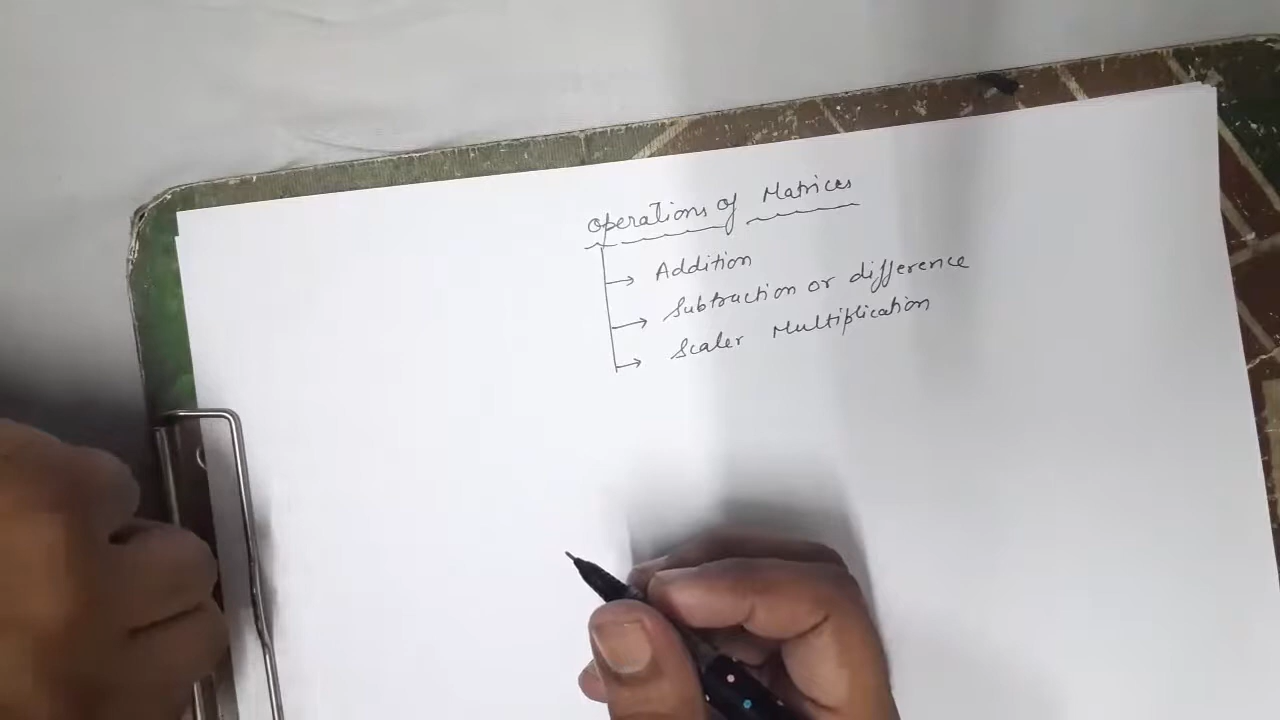 Operations of Matrices
Addition
Subtraction or difference
Scaler Multiplication